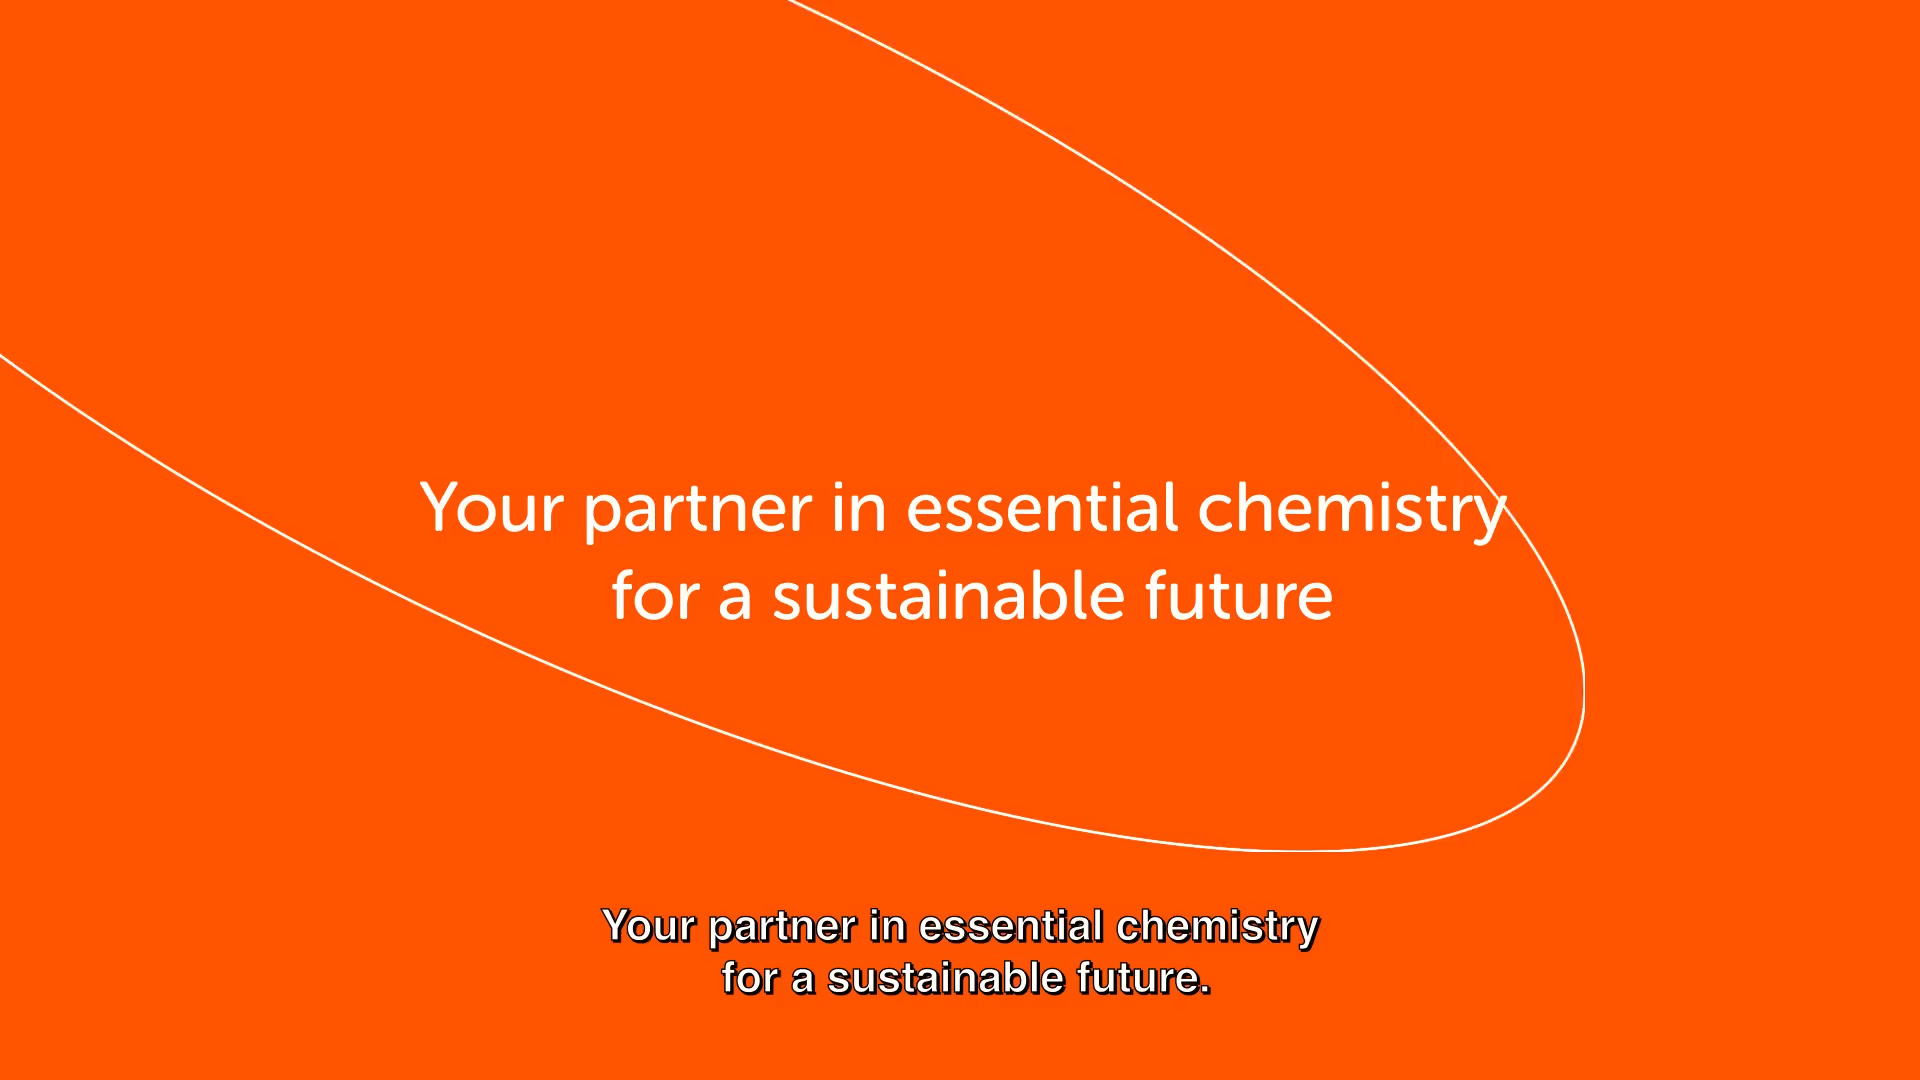 Your partner in essential chemistry
for a sustainable future
Your partner in essential chemistry
for a sustainable future.